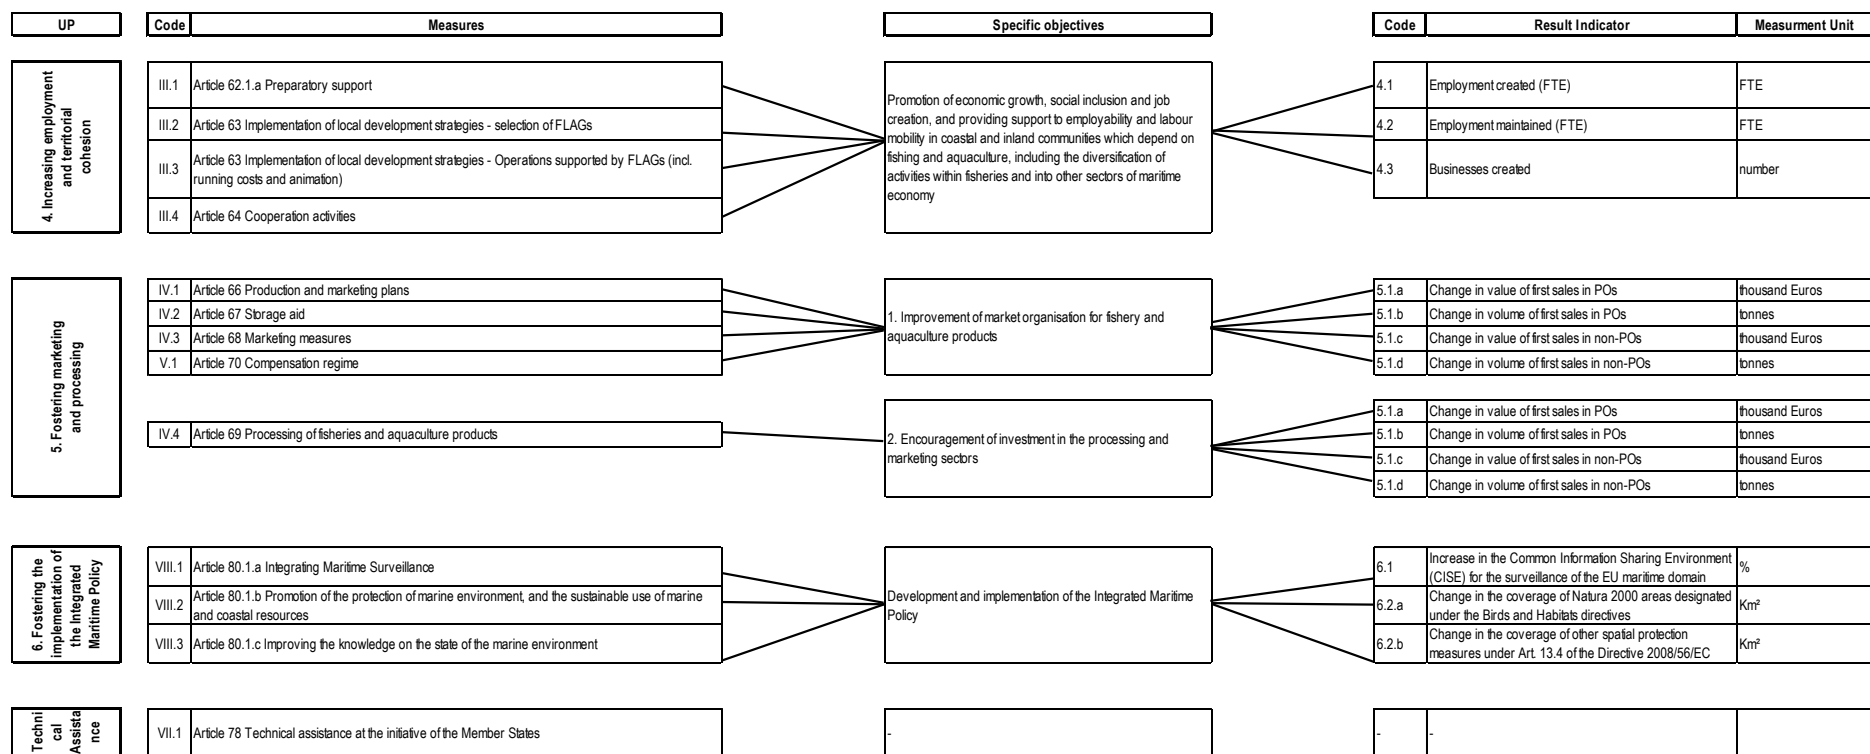 UP
Code
Measures
Specific objectives
Code
Result Indicator
Measurment Unit
4. Increasing employment
and territorial
cohesion
III.1
Article 62.1.a Preparatory support
III.2
Article 63 Implementation of local development strategies - selection of FLAGs
III.3
Article 63 Implementation of local development strategies - Operations supported by FLAGs (incl.
running costs and animation)
III.4
Article 64 Cooperation activities
Promotion of economic growth, social inclusion and job
creation, and providing support to employability and labour
mobility in coastal and inland communities which depend on
fishing and aquaculture, including the diversification of
activities within fisheries and into other sectors of maritime
economy
4.1
Employment created (FTE)
FTE
4.2
Employment maintained (FTE)
FTE
4.3
Businesses created
number
5. Fostering marketing
and processing
IV.1
Article 66 Production and marketing plans
IV.2
Article 67 Storage aid
IV.3
Article 68 Marketing measures
V.1
Article 70 Compensation regime
1. Improvement of market organisation for fishery and
aquaculture products
5.1.a
Change in value of first sales in POs
thousand Euros
5.1.b
Change in volume of first sales in POs
tonnes
5.1.c
Change in value of first sales in non-POs
thousand Euros
5.1.d
Change in volume of first sales in non-POs
tonnes
IV.4
Article 69 Processing of fisheries and aquaculture products
2. Encouragement of investment in the processing and
marketing sectors
5.1.a
Change in value of first sales in POs
thousand Euros
5.1.b
Change in volume of first sales in POs
tonnes
5.1.c
Change in value of first sales in non-POs
thousand Euros
5.1.d
Change in volume of first sales in non-POs
tonnes
6. Fostering the
implementation of
the Integrated
Maritime Policy
VIII.1
Article 80.1.a Integrating Maritime Surveillance
VIII.2
Article 80.1.b Promotion of the protection of marine environment, and the sustainable use of marine
and coastal resources
VIII.3
Article 80.1.c Improving the knowledge on the state of the marine environment
Development and implementation of the Integrated Maritime
Policy
6.1
Increase in the Common Information Sharing Environment
(CISE) for the surveillance of the EU maritime domain
%
6.2.a
Change in the coverage of Natura 2000 areas designated
under the Birds and Habitats directives
Km²
6.2.b
Change in the coverage of other spatial protection
measures under Art. 13.4 of the Directive 2008/56/EC
Km²
Techni
cal
Assista
nce
VII.1
Article 78 Technical assistance at the initiative of the Member States
-
-
-